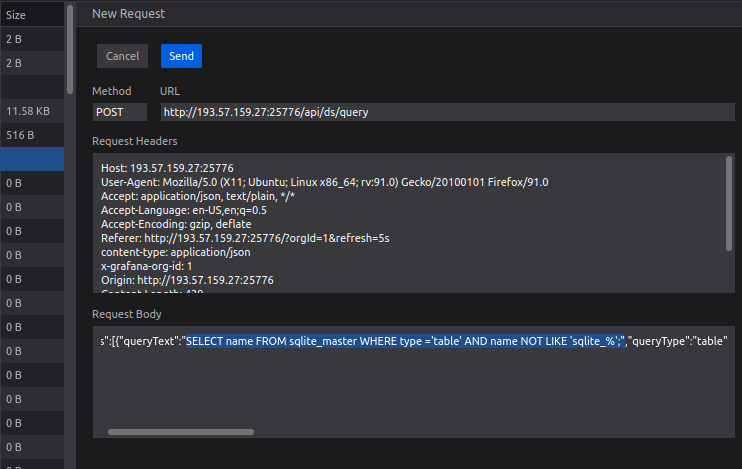 Size
New Request
2 B
2 B
11.58 KB
516 B
0 B
0 B
0 B
0 B
0 B
0 B
0 B
0 B
0 B
0 B
0 B
0 B
0 B
Cancel
Send
Method
URL
POST
http://193.57.159.27:25776/api/ds/query
Request Headers
Host: 193.57.159.27:25776
User-Agent: Mozilla/5.0 (X11; Ubuntu; Linux x86_64; rv:91.0) Gecko/20100101 Firefox/91.0
Accept: application/json, text/plain, */*
Accept-Language: en-US,en;q=0.5
Accept-Encoding: gzip, deflate
Referer: http://193.57.159.27:25776/?orgId=1&refresh=5s
content-type: application/json
x-grafana-org-id: 1
Origin: http://193.57.159.27:25776
Request Body
s":[{"queryText":"SELECT name FROM sqlite_master WHERE type ='table' AND name NOT LIKE 'sqlite_%';","queryType":"table"